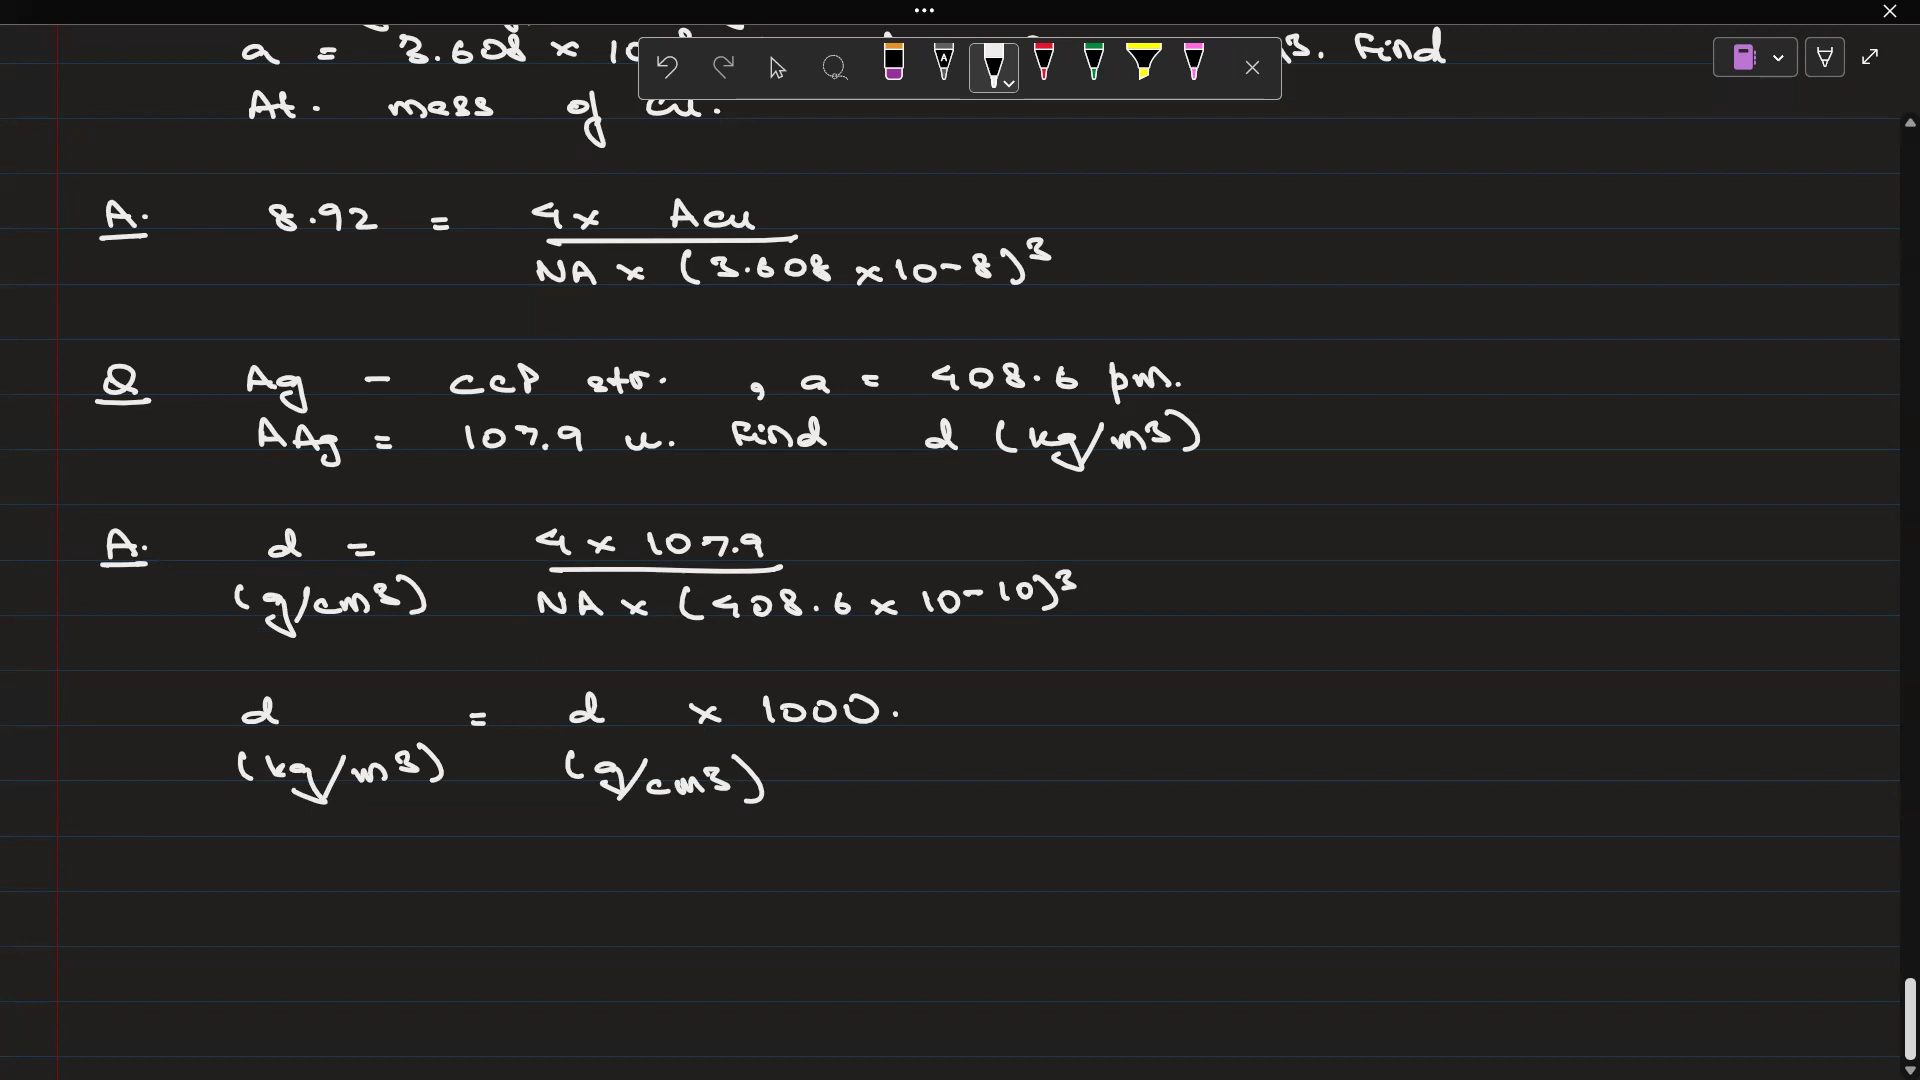 a = 3.608 × 10 3. Find
At. mass of Cu.
A. 8.92 = 4 × ACu
NA × (3.608 × 10-8)3
Q Ag - CCP str. , a = 408.6 pm.
AAg = 107.9 u. Find d (kg/m3)
A. d = 4 × 107.9
(g/cm3) NA × (408.6 × 10-10)3
d = d × 1000.
(kg/m3) (g/cm3)